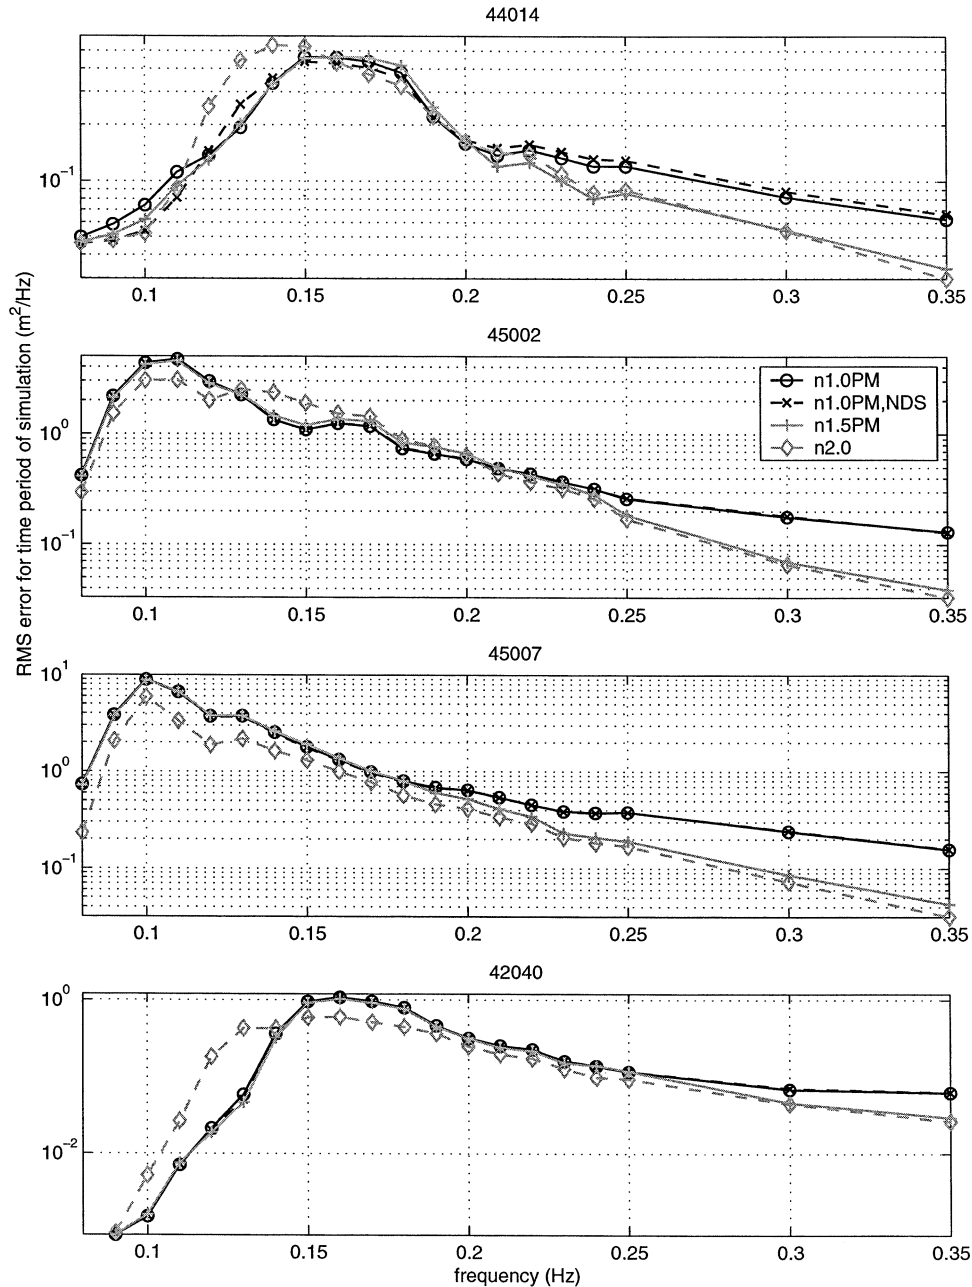 44014
10^-1
0.1 0.15 0.2 0.25 0.3 0.35
RMS error for time period of simulation (m^2/Hz)
45002
n1.0PM
n1.0PM,NDS
n1.5PM
n2.0
10^0
10^-1
0.1 0.15 0.2 0.25 0.3 0.35
45007
10^1
10^0
10^-1
0.1 0.15 0.2 0.25 0.3 0.35
42040
10^0
10^-2
0.1 0.15 0.2 0.25 0.3 0.35
frequency (Hz)